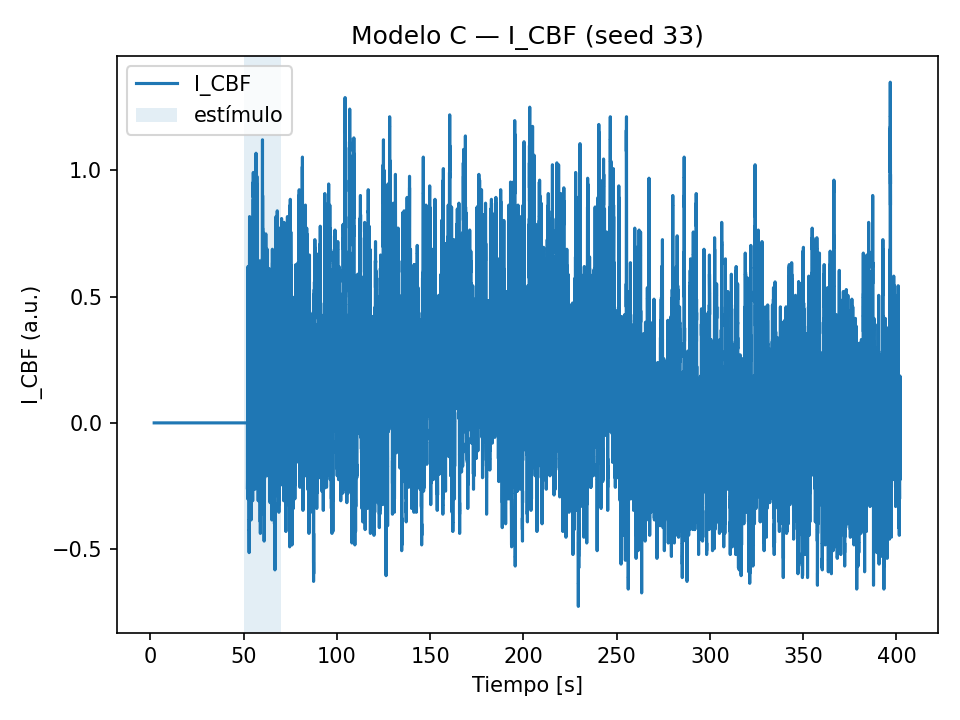 Modelo C — I_CBF (seed 33)
I_CBF
estímulo
I_CBF (a.u.)
1.0
0.5
0.0
−0.5
0 50 100 150 200 250 300 350 400
Tiempo [s]